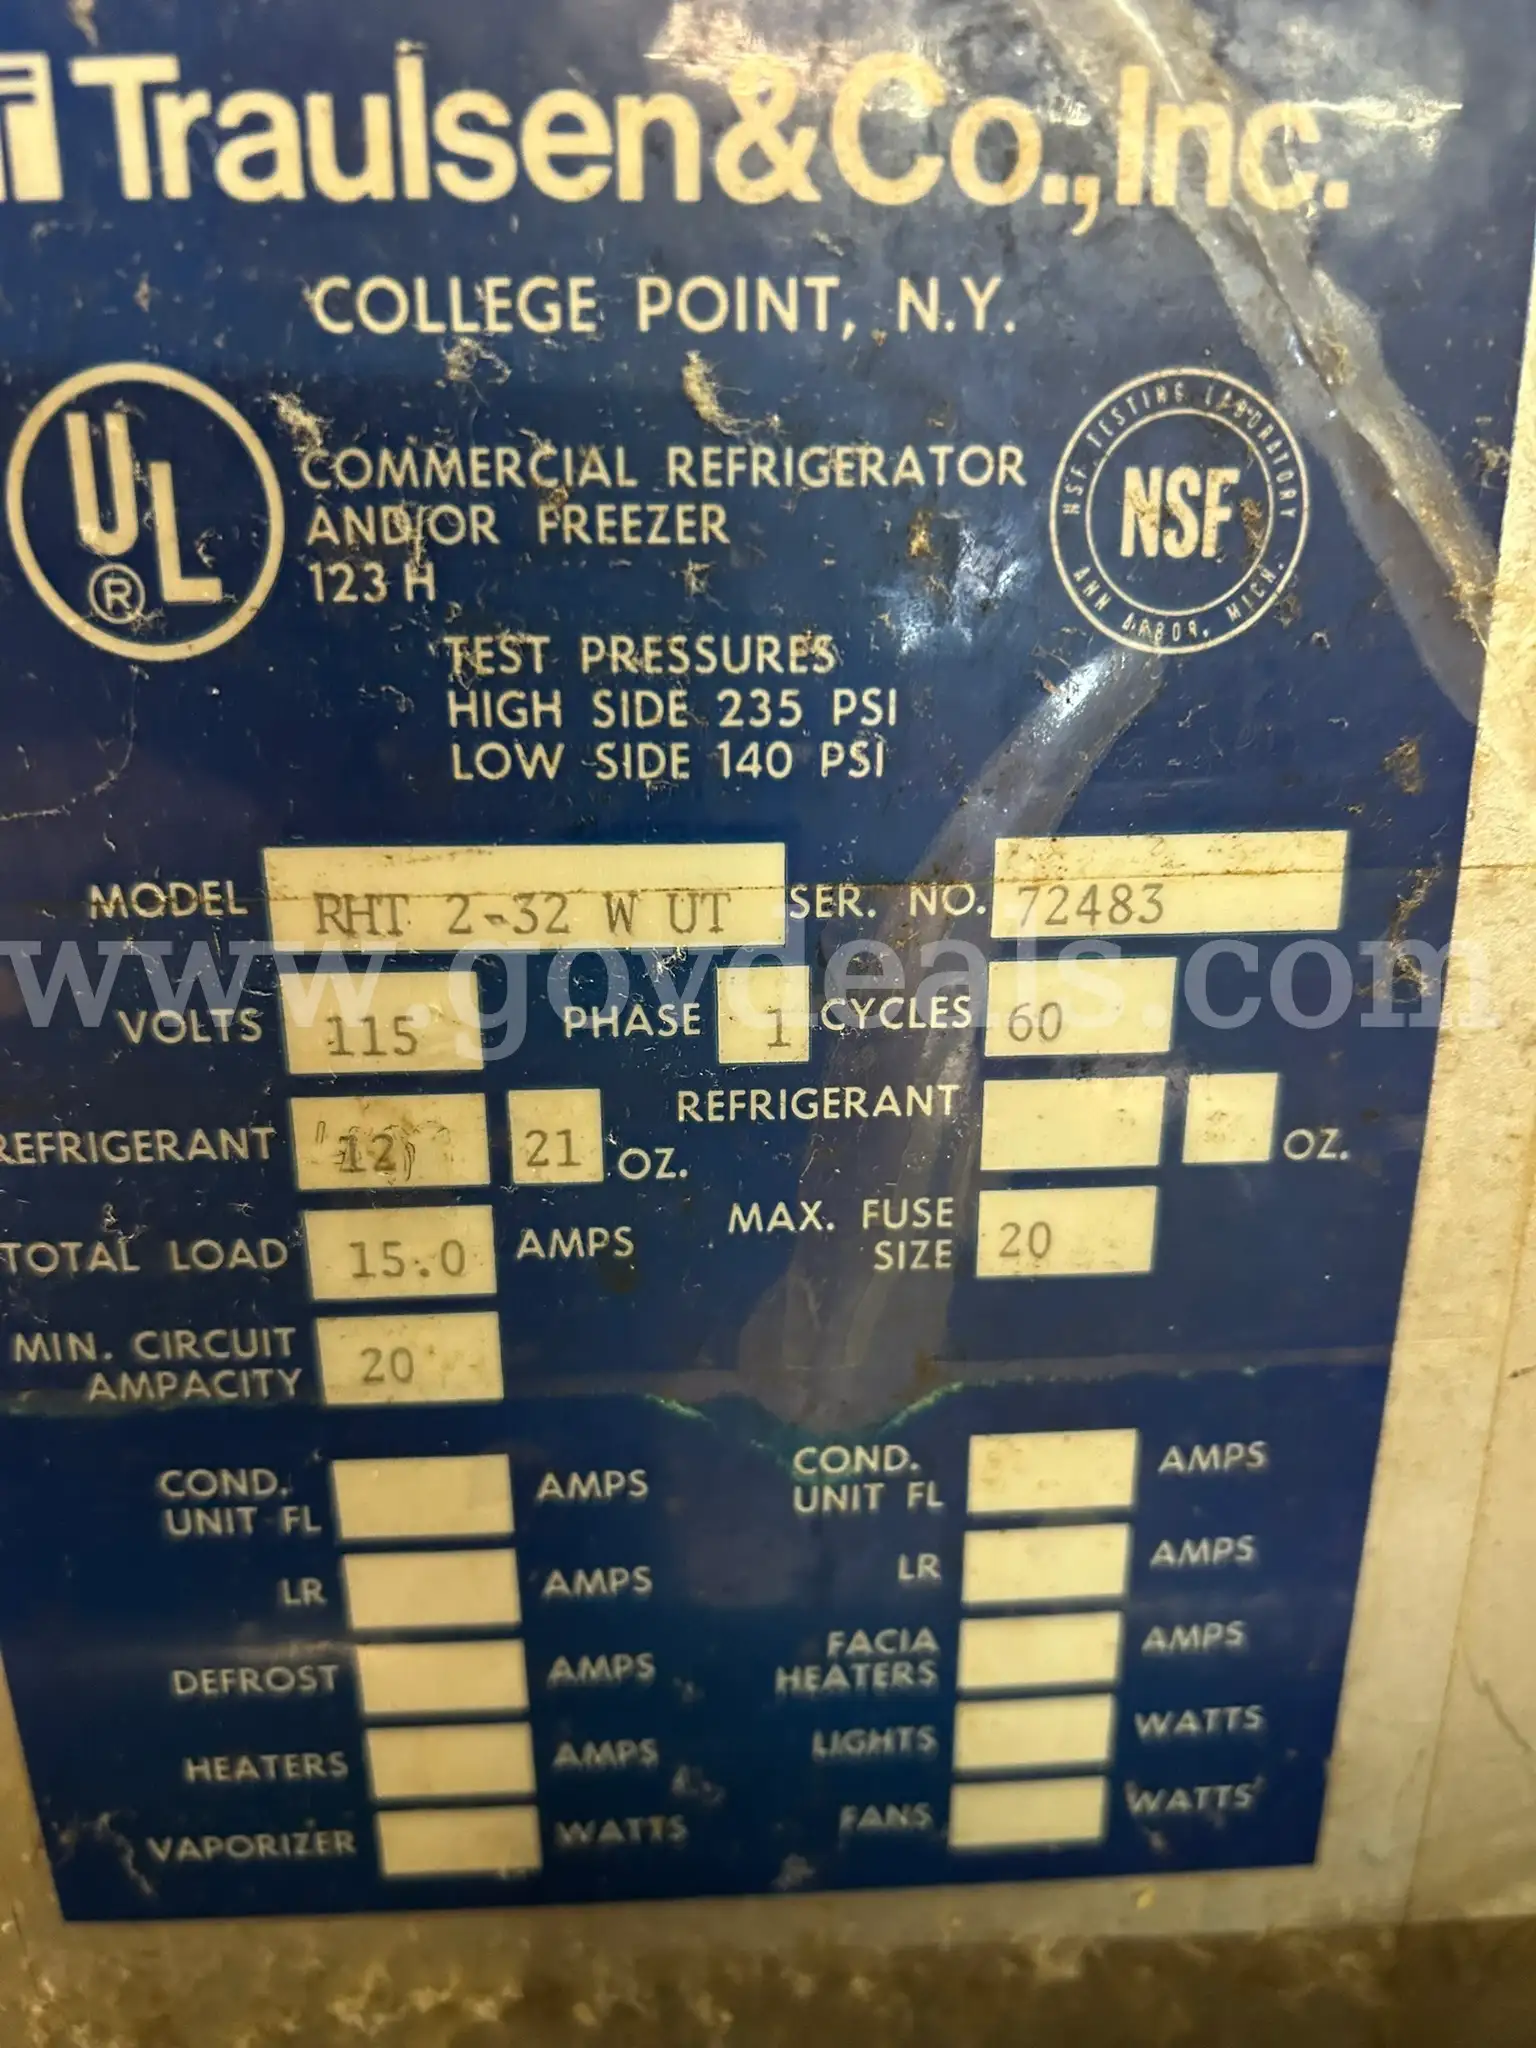 Traulsen & Co., Inc.
COLLEGE POINT, N.Y.
UL
®
COMMERCIAL REFRIGERATOR
AND/OR FREEZER
123 H
NSF TESTING LABORATORY
NSF
ANN ARBOR, MICH.
TEST PRESSURES
HIGH SIDE 235 PSI
LOW SIDE 140 PSI
MODEL RHT 2-32 W UT SER. NO. 72483
www.govdeals.com
VOLTS 115 PHASE 1 CYCLES 60
REFRIGERANT 12 21 OZ. REFRIGERANT OZ.
TOTAL LOAD 15.0 AMPS MAX. FUSE SIZE 20
MIN. CIRCUIT AMPACITY 20
COND. UNIT FL AMPS COND. UNIT FL AMPS
LR AMPS LR AMPS
DEFROST AMPS FACIA HEATERS AMPS
HEATERS AMPS LIGHTS WATTS
VAPORIZER WATTS FANS WATTS